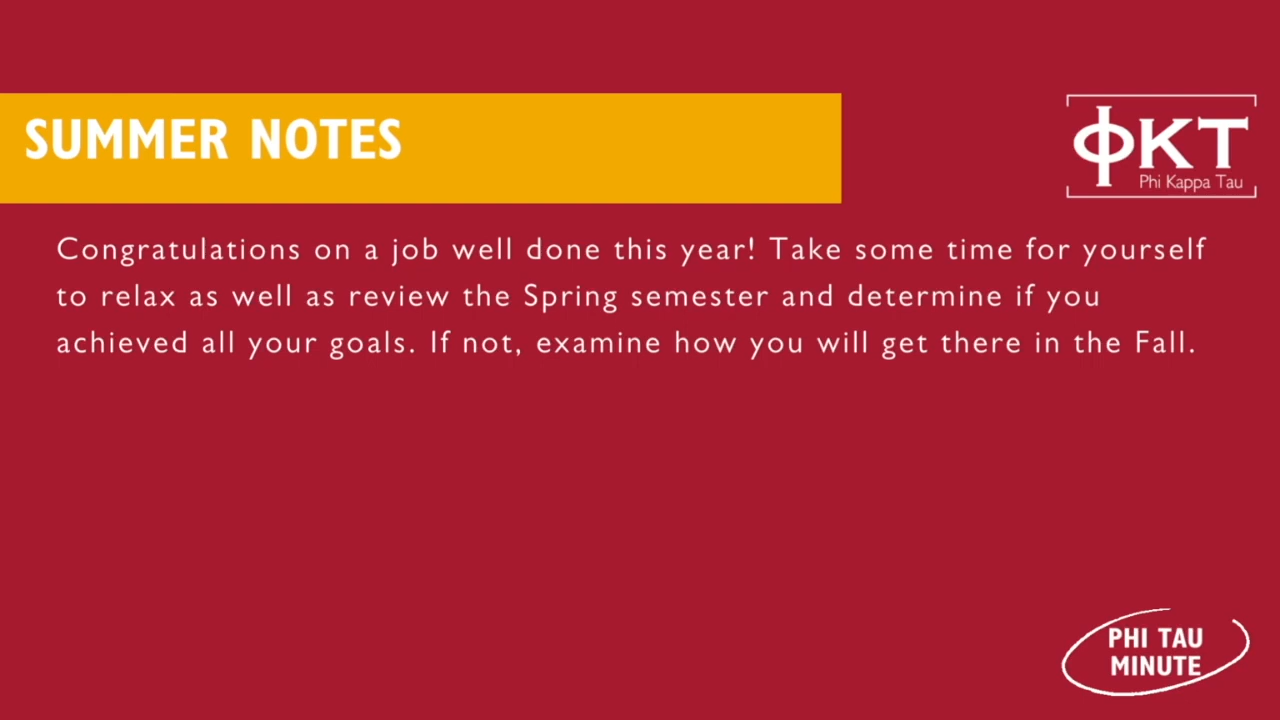 SUMMER NOTES
ΦΚΤ
Phi Kappa Tau
Congratulations on a job well done this year! Take some time for yourself
to relax as well as review the Spring semester and determine if you
achieved all your goals. If not, examine how you will get there in the Fall.
PHI TAU
MINUTE